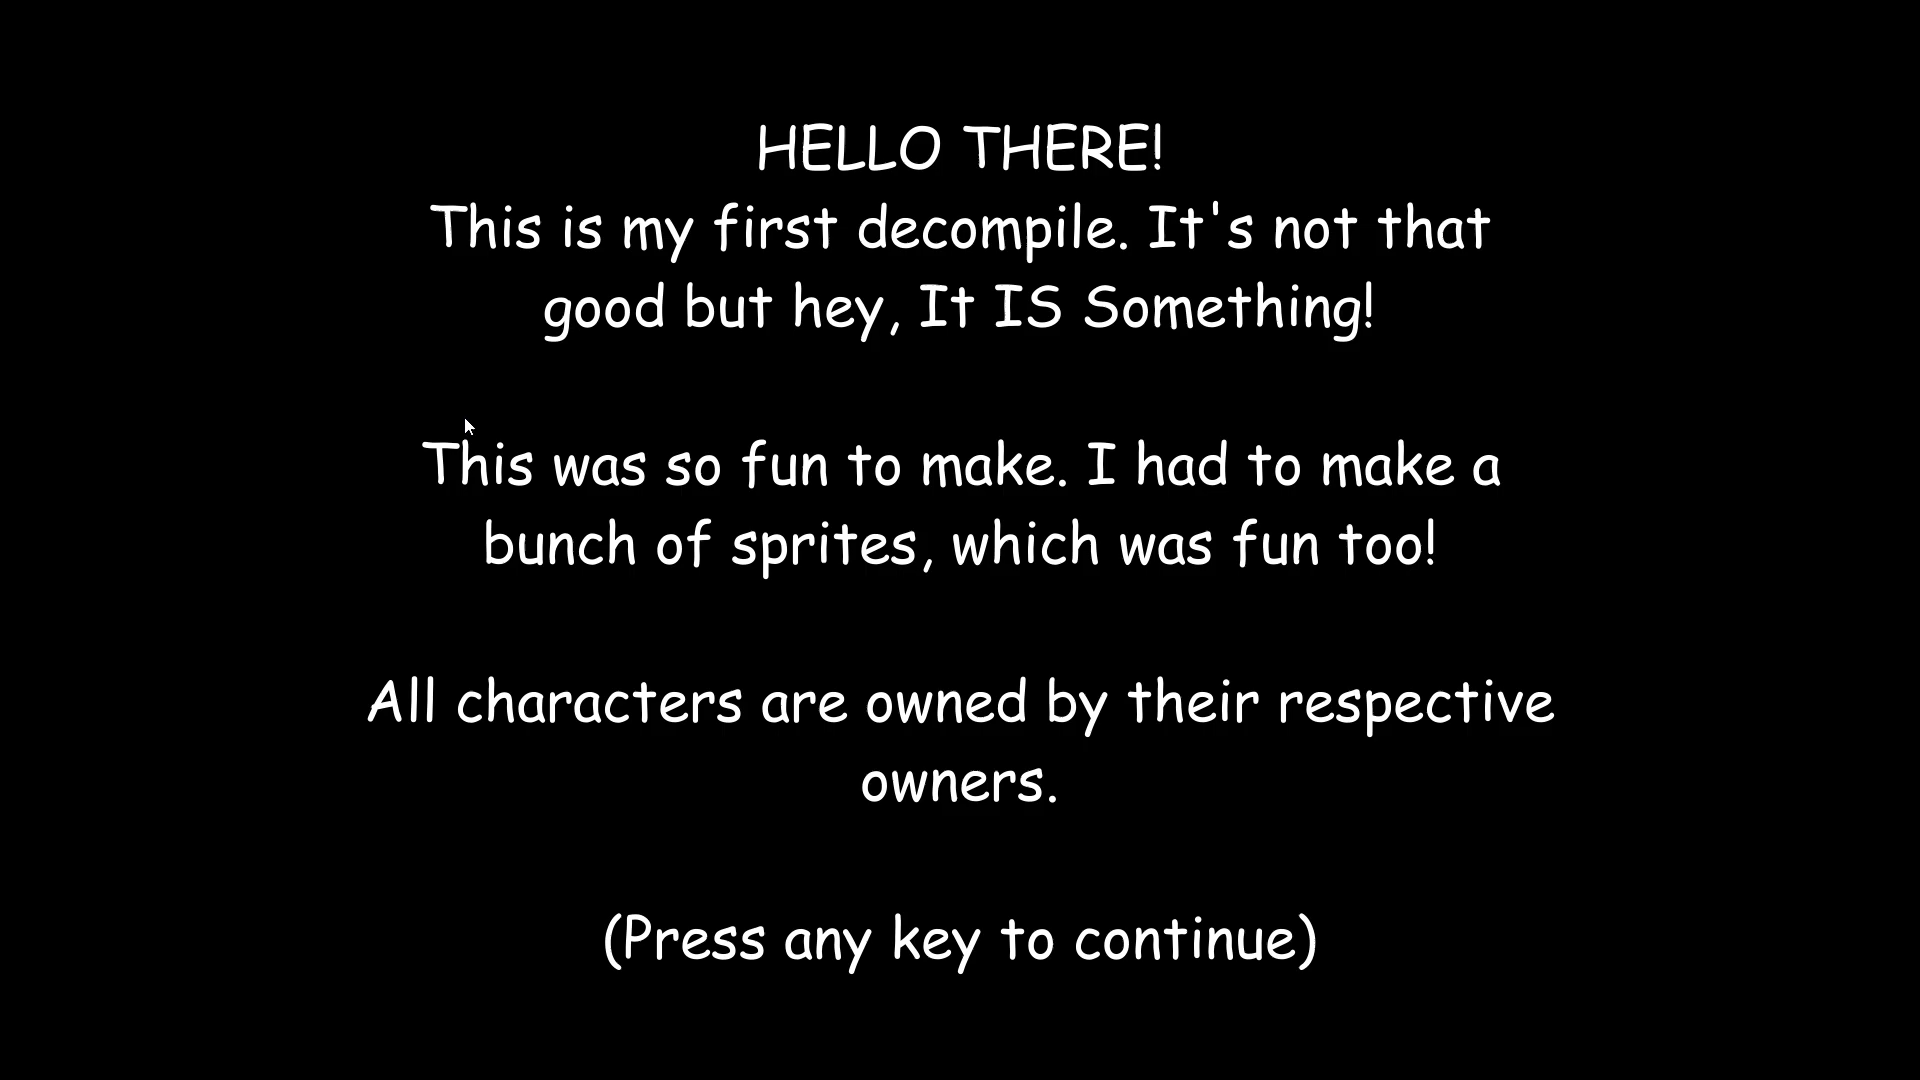 HELLO THERE!
This is my first decompile. It's not that
good but hey, It IS Something!
This was so fun to make. I had to make a
bunch of sprites, which was fun too!
All characters are owned by their respective
owners.
(Press any key to continue)